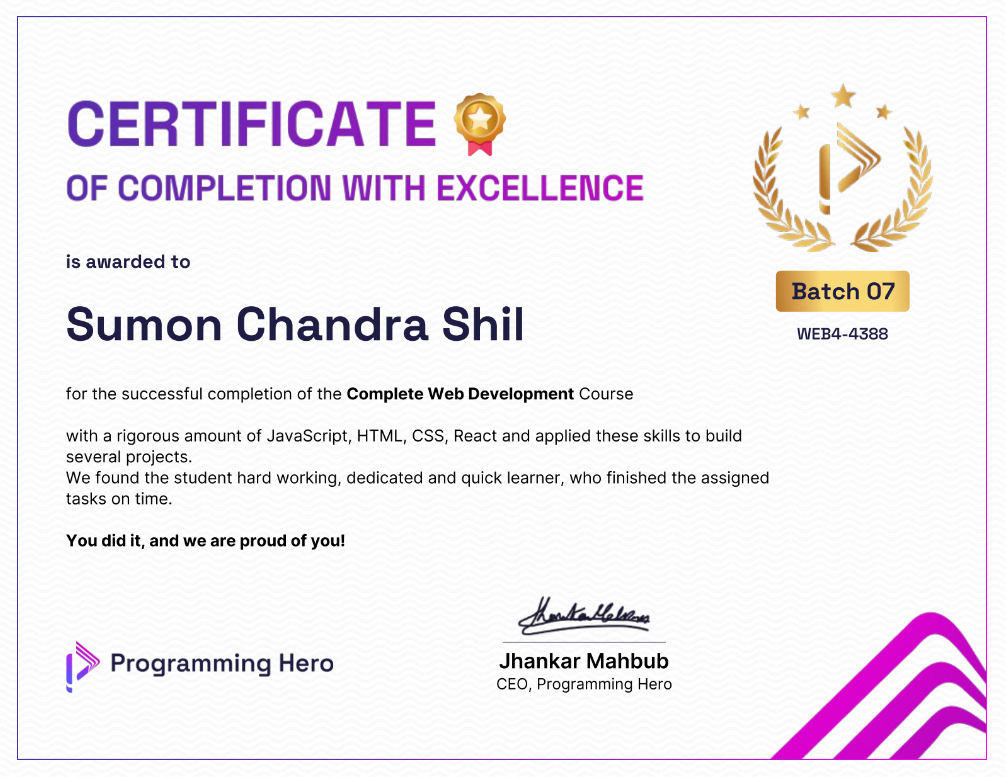 CERTIFICATE
OF COMPLETION WITH EXCELLENCE
is awarded to
Sumon Chandra Shil
Batch 07
WEB4-4388
for the successful completion of the Complete Web Development Course
with a rigorous amount of JavaScript, HTML, CSS, React and applied these skills to build
several projects.
We found the student hard working, dedicated and quick learner, who finished the assigned
tasks on time.
You did it, and we are proud of you!
Programming Hero
Jhankar Mahbub
CEO, Programming Hero